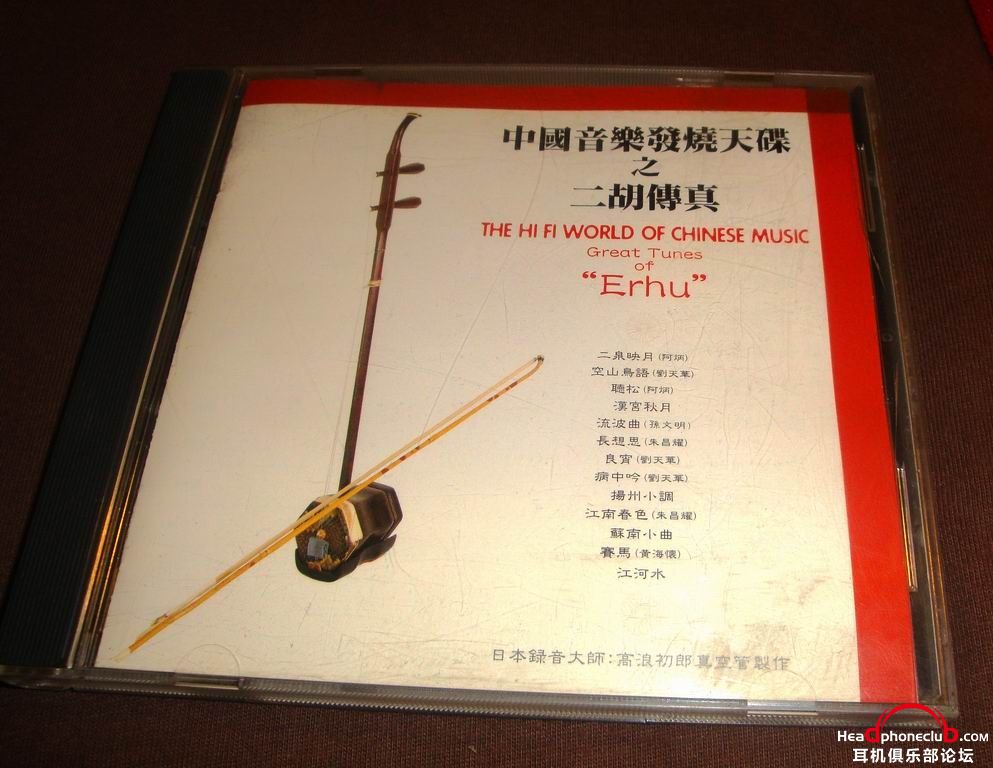 中國音樂發燒天碟
之
二胡傳真
THE HI FI WORLD OF CHINESE MUSIC
Great Tunes
of
“Erhu”
二泉映月(阿炳)
空山鳥語(劉天華)
聽松(阿炳)
漢宮秋月
流波曲(孫文明)
長想思(朱昌耀)
良宵(劉天華)
病中吟(劉天華)
揚州小調
江南春色(朱昌耀)
蘇南小曲
賽馬(黃海懷)
江河水
日本録音大師:高浪初郎真空管製作
Headphoneclub.com
耳机俱乐部论坛